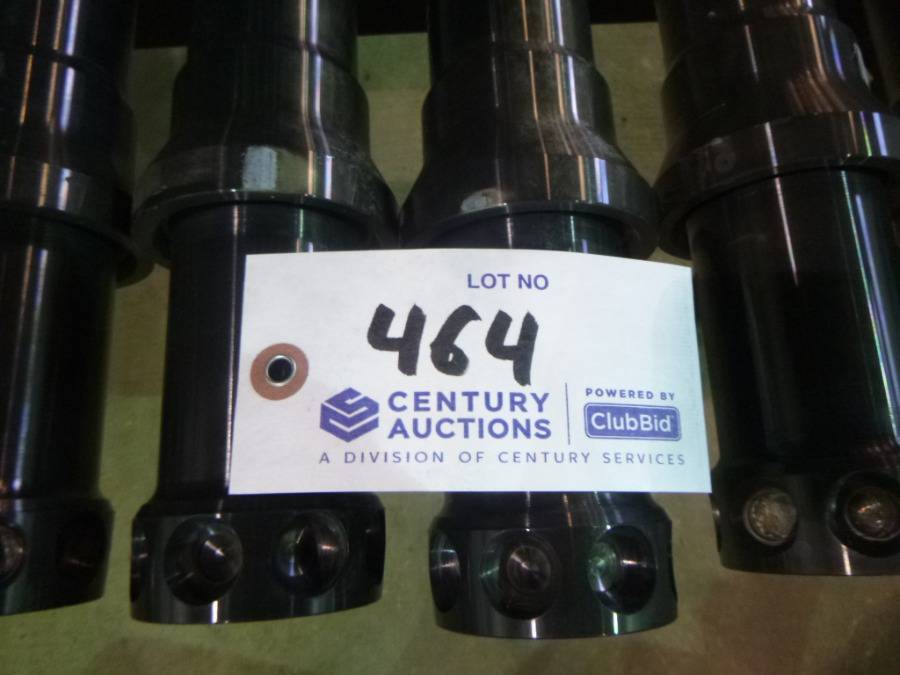 LOT NO
464
CENTURY
AUCTIONS
POWERED BY
ClubBid
A DIVISION OF CENTURY SERVICES